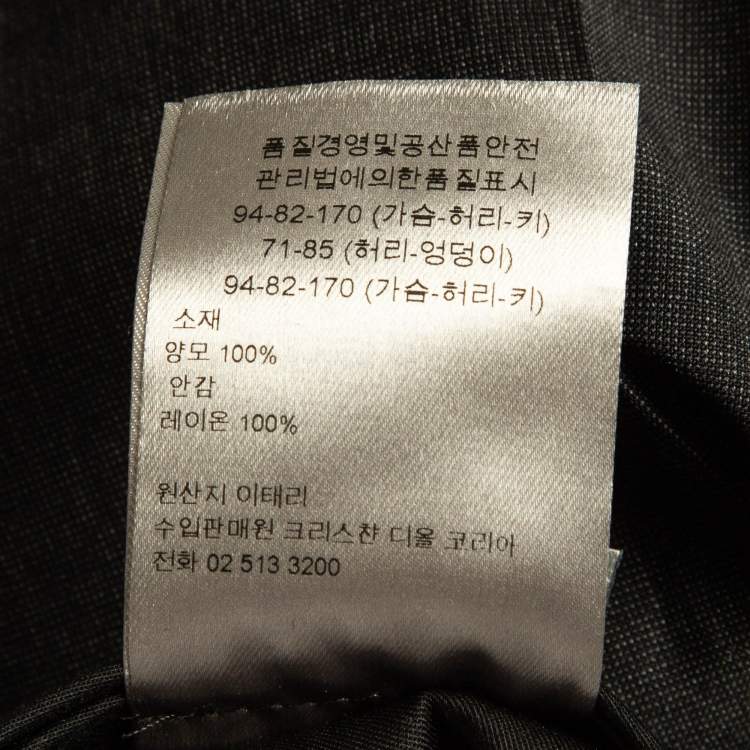 품질경영및공산품안전
관리법에의한품질표시
94-82-170 (가슴-허리-키)
71-85 (허리-엉덩이)
94-82-170 (가슴-허리-키)
소재
양모 100%
안감
레이온 100%
원산지 이태리
수입판매원 크리스챤 디올 코리아
전화 02 513 3200